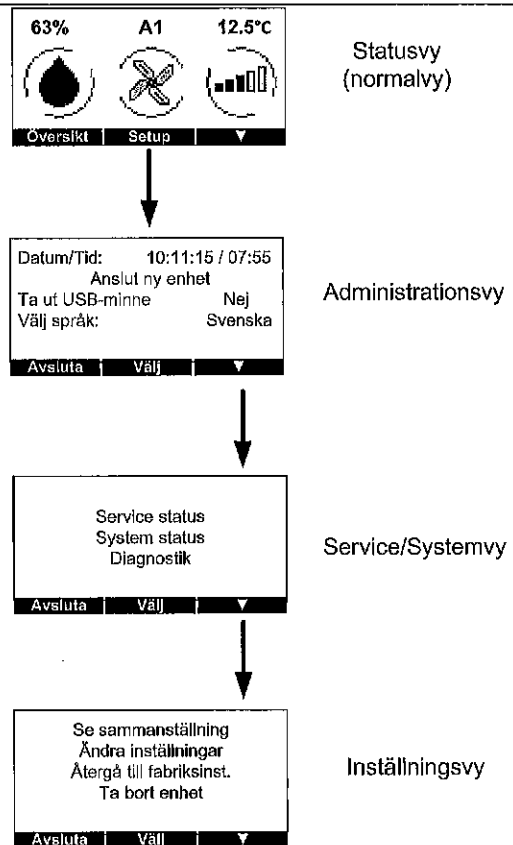 63% A1 12.5°C
Översikt Setup ▼
Statusvy
(normalvy)
Datum/Tid: 10:11:15 / 07:55
Anslut ny enhet
Ta ut USB-minne Nej
Välj språk: Svenska
Avsluta Välj ▼
Administrationsvy
Service status
System status
Diagnostik
Avsluta Välj ▼
Service/Systemvy
Se sammanställning
Ändra inställningar
Återgå till fabriksinst.
Ta bort enhet
Avsluta Välj ▼
Inställningsvy